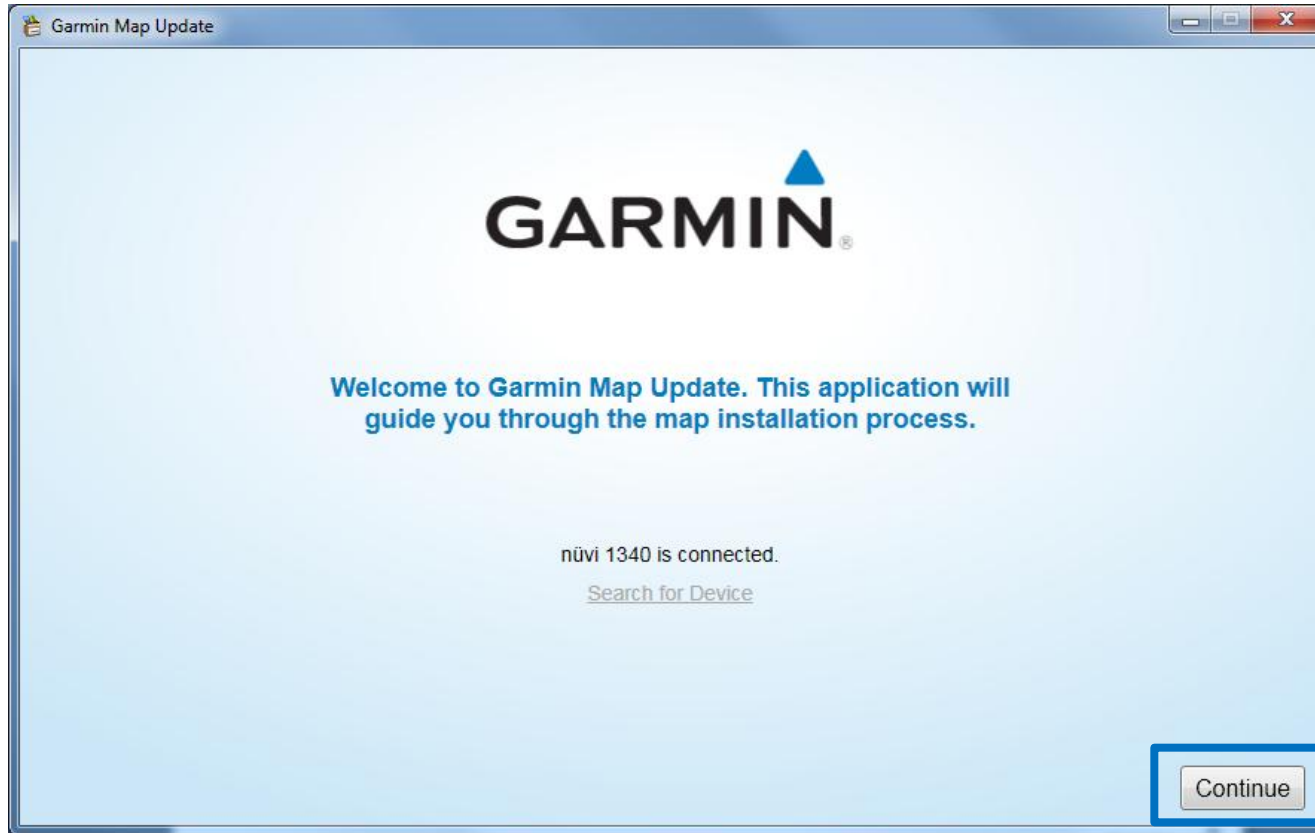 Garmin Map Update
GARMIN®
Welcome to Garmin Map Update. This application will
guide you through the map installation process.
nüvi 1340 is connected.
Search for Device
Continue